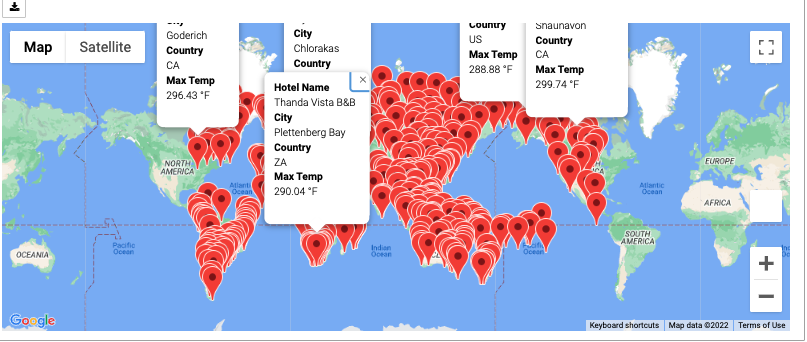 Map
Satellite
City
Goderich
Country
CA
Max Temp
296.43 °F
City
Chlorakas
Country
Hotel Name
Thanda Vista B&B
City
Plettenberg Bay
Country
ZA
Max Temp
290.04 °F
Country
US
Max Temp
288.88 °F
Shaunavon
Country
CA
Max Temp
299.74 °F
NORTH
AMERICA
Atlantic
Ocean
EUROPE
Atlantic
Ocean
AFRICA
SOUTH
AMERICA
OCEANIA
Pacific
Ocean
Indian
Ocean
Pacific
Ocean
Google
Keyboard shortcuts
Map data ©2022
Terms of Use